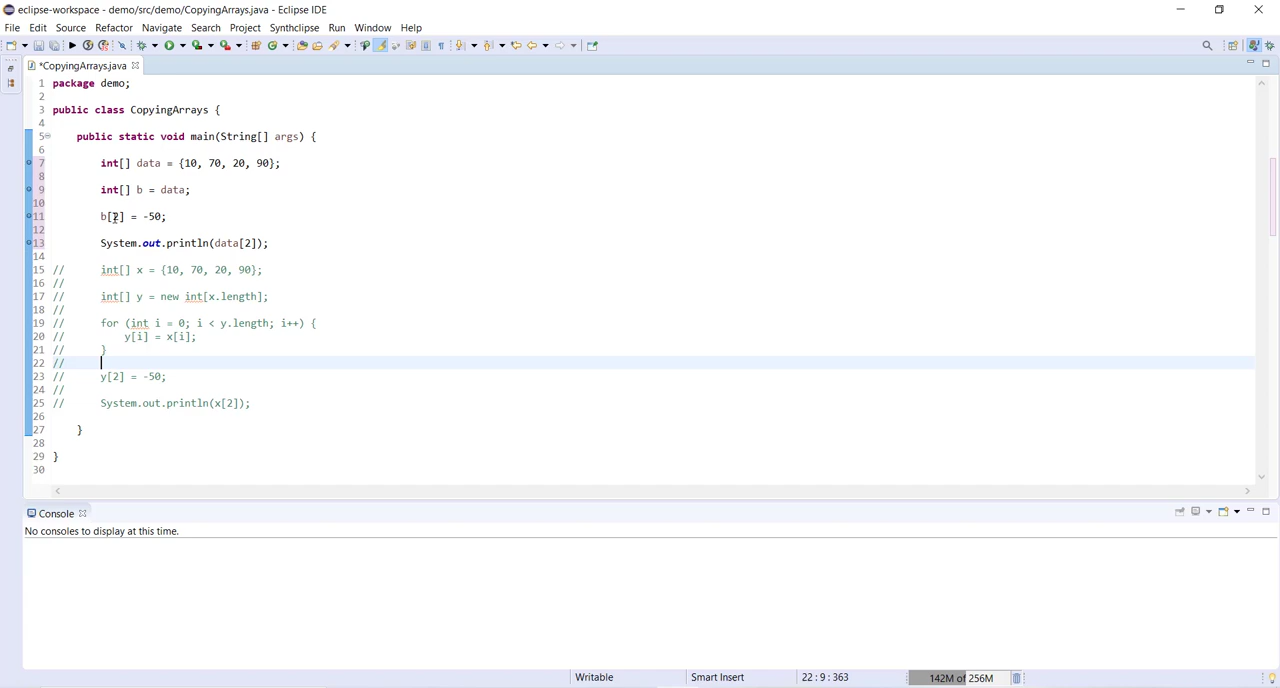 eclipse-workspace - demo/src/demo/CopyingArrays.java - Eclipse IDE
File Edit Source Refactor Navigate Search Project Synthclipse Run Window Help
*CopyingArrays.java
1 package demo;
2
3 public class CopyingArrays {
4
5 public static void main(String[] args) {
6
7 int[] data = {10, 70, 20, 90};
8
9 int[] b = data;
10
11 b[2] = -50;
12
13 System.out.println(data[2]);
14
15 // int[] x = {10, 70, 20, 90};
16 //
17 // int[] y = new int[x.length];
18 //
19 // for (int i = 0; i < y.length; i++) {
20 // y[i] = x[i];
21 // }
22 //
23 // y[2] = -50;
24 //
25 // System.out.println(x[2]);
26
27 }
28
29 }
30
Console
No consoles to display at this time.
Writable Smart Insert 22 : 9 : 363 142M of 256M